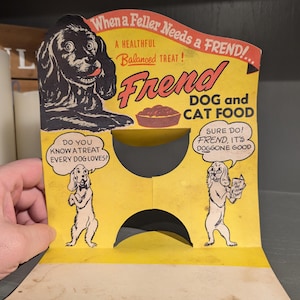 When a Feller Needs a FREND!...
A HEALTHFUL
Balanced TREAT!
Frend
DOG and
CAT FOOD
DO YOU
KNOW A TREAT
EVERY DOG LOVES?
SURE DO!
FREND, IT'S
DOGGONE GOOD